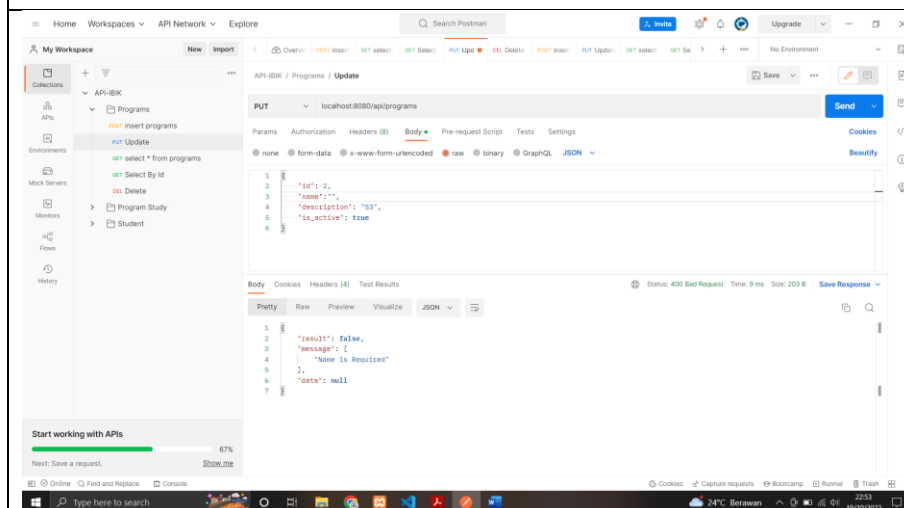 Home Workspaces API Network Explore Search Postman Invite Upgrade
My Workspace New Import Overvi POST insert GET select GET Select PUT Upd DEL Delete POST insert PUT Update GET select GET Se No Environment
Collections
API-IBIK / Programs / Update Save
API-IBIK
APIs
Programs
PUT localhost:8080/api/programs Send
POST insert programs
Environments
PUT Update
Params Authorization Headers (8) Body Pre-request Script Tests Settings Cookies
GET select * from programs
none form-data x-www-form-urlencoded raw binary GraphQL JSON Beautify
Mock Servers
GET Select By Id
DEL Delete
Monitors
Program Study
Student
Flows
History
1 {
2 "id": 2,
3 "name":"",
4 "description": "S3",
5 "is_active": true
6 }
Body Cookies Headers (4) Test Results Status: 400 Bad Request Time: 9 ms Size: 203 B Save Response
Pretty Raw Preview Visualize JSON
1 {
2 "result": false,
3 "message": [
4 "Name is Required"
5 ],
6 "data": null
7 }
Start working with APIs
67%
Next: Save a request. Show me
Online Find and Replace Console Cookies Capture requests Bootcamp Runner Trash
Type here to search 24°C Berawan 22:53
19/10/2022